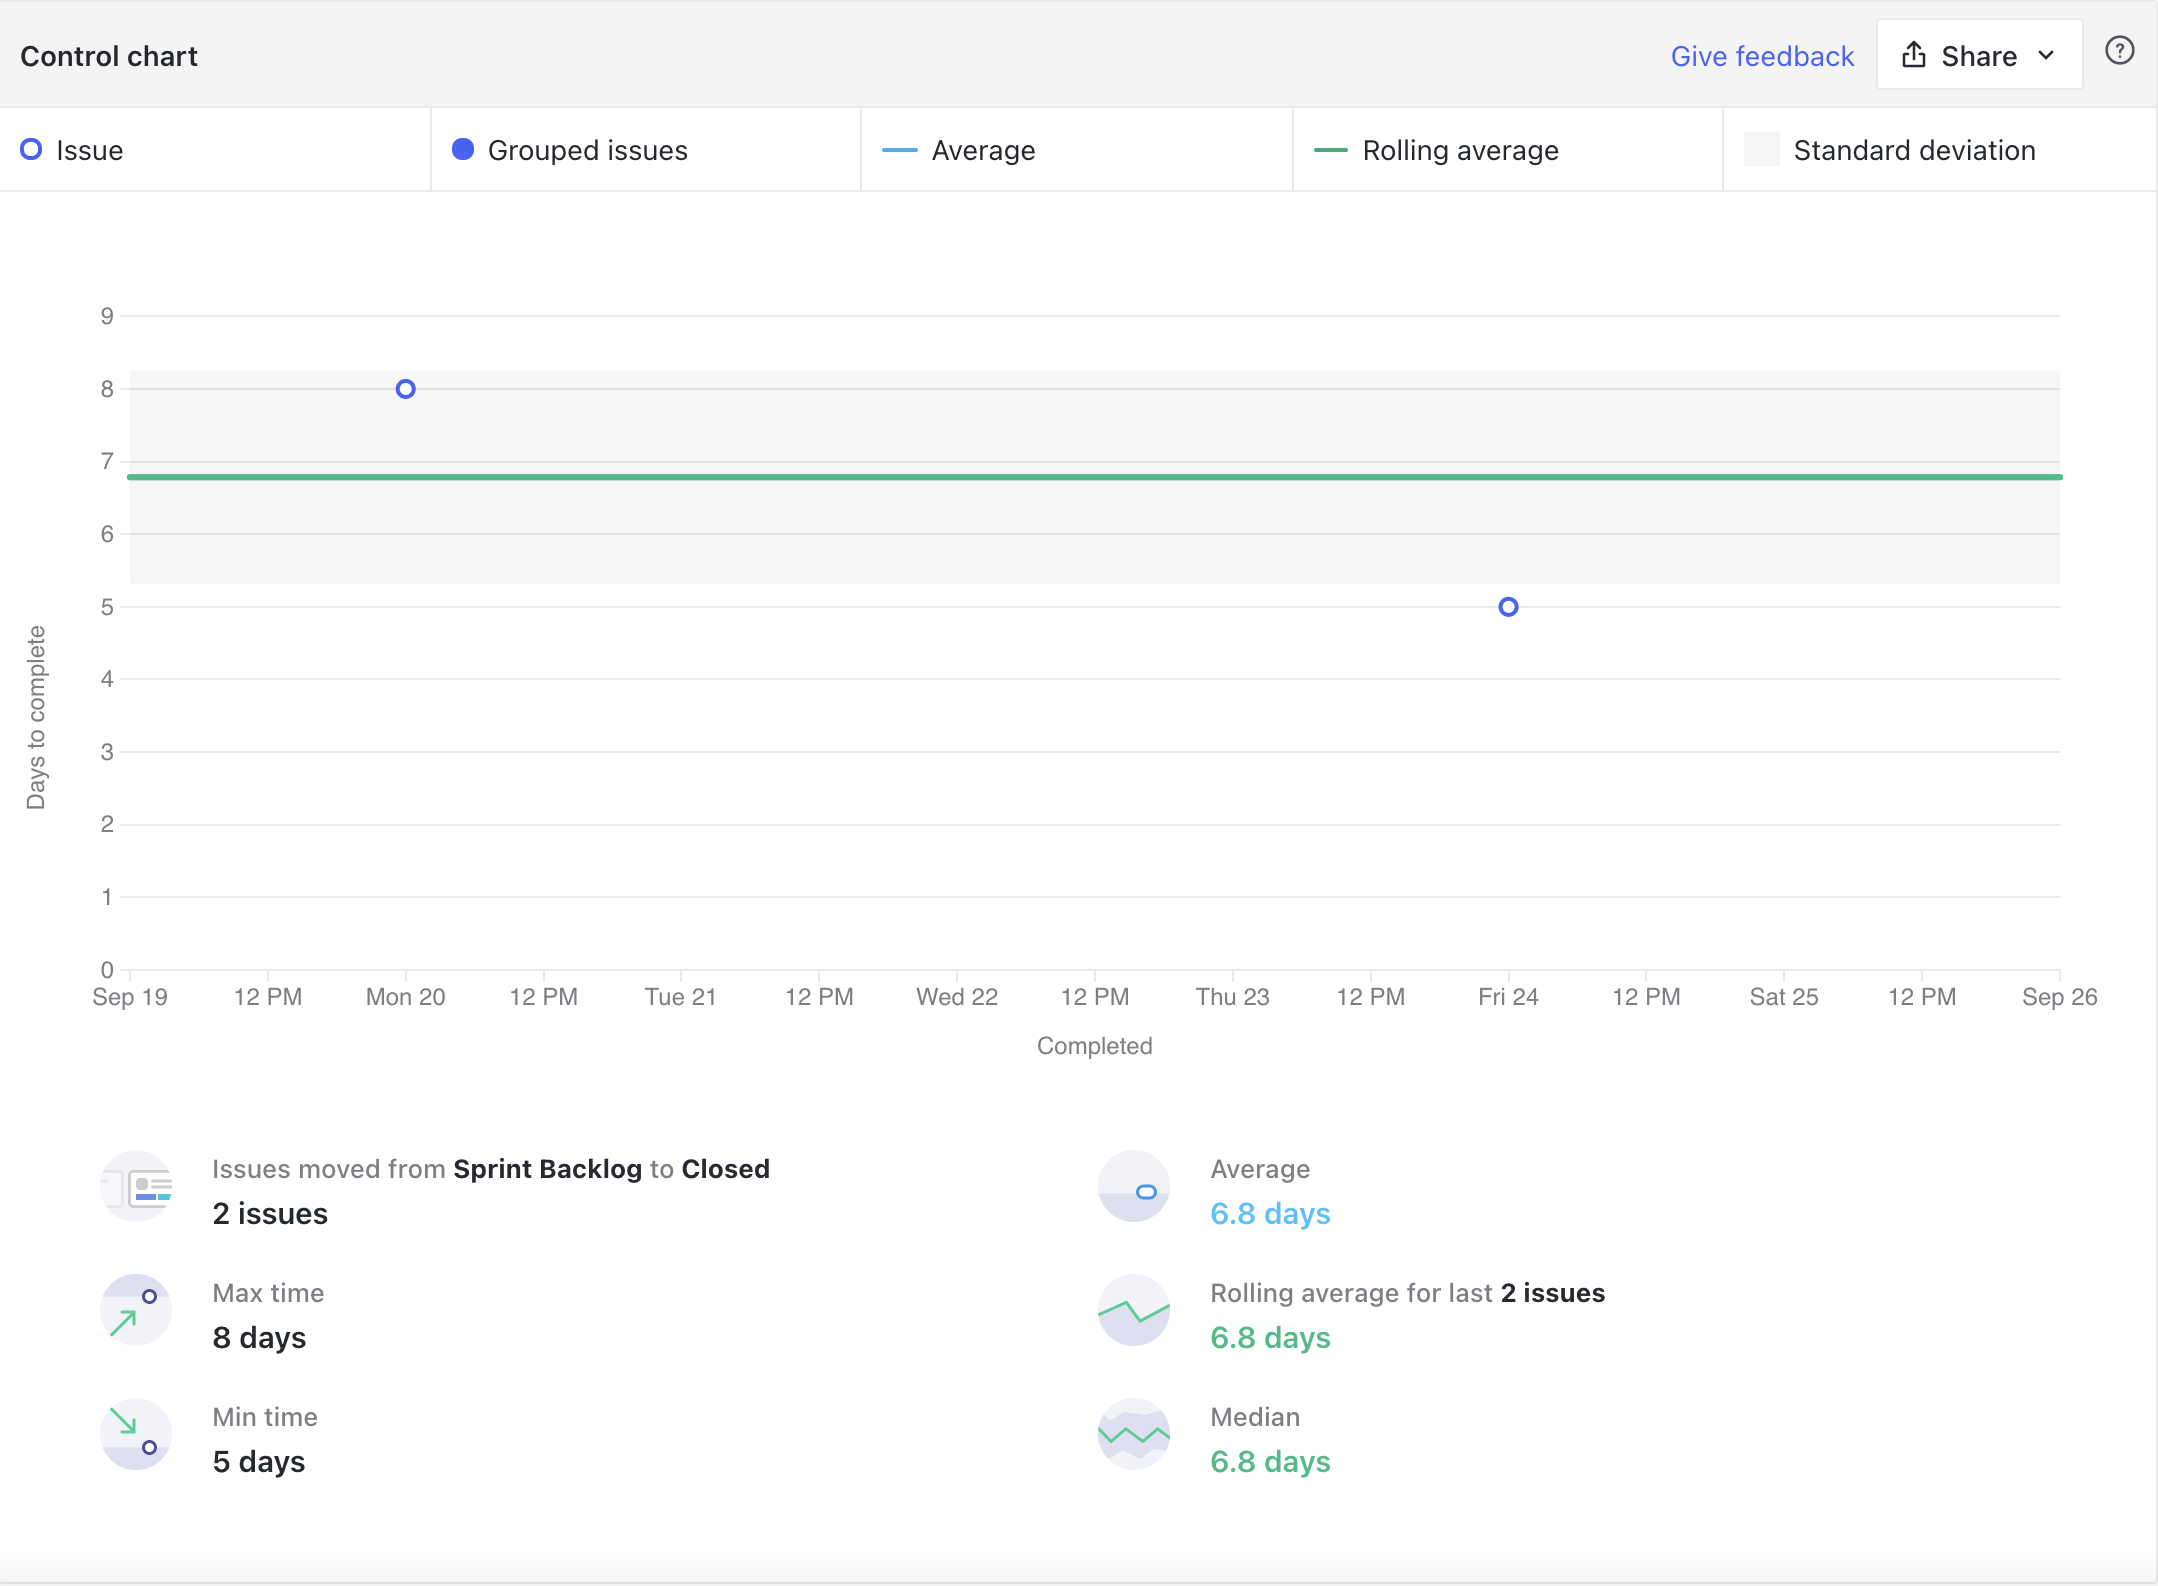 Control chart
Give feedback
Share
?
Issue
Grouped issues
Average
Rolling average
Standard deviation
9
8
7
6
5
4
3
2
1
0
Days to complete
Sep 19 12 PM Mon 20 12 PM Tue 21 12 PM Wed 22 12 PM Thu 23 12 PM Fri 24 12 PM Sat 25 12 PM Sep 26
Completed
Issues moved from Sprint Backlog to Closed
2 issues
Average
6.8 days
Max time
8 days
Rolling average for last 2 issues
6.8 days
Min time
5 days
Median
6.8 days